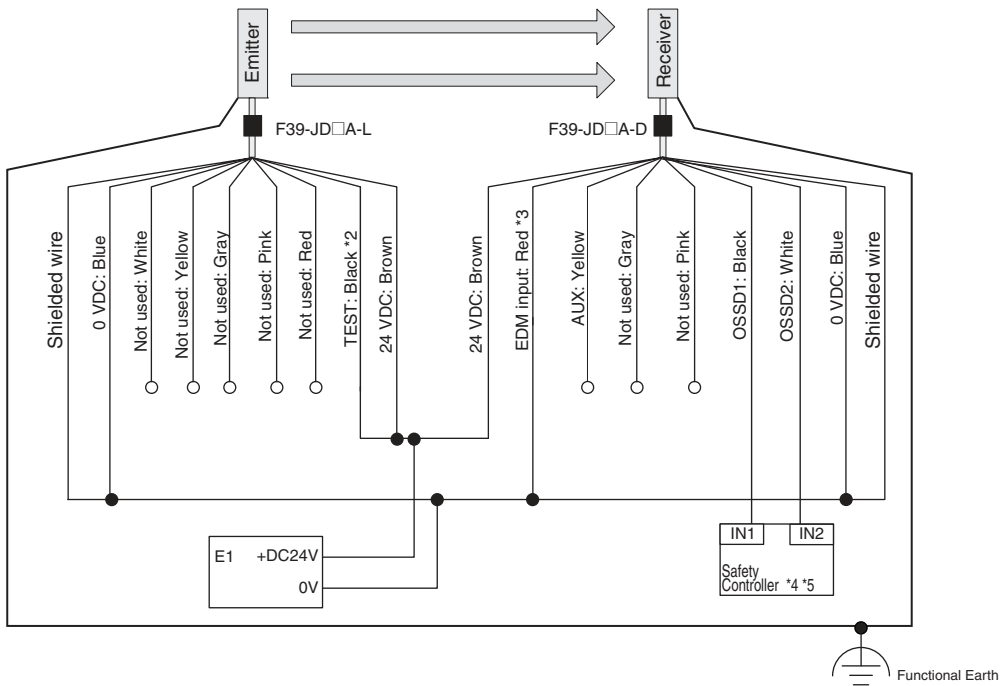 Emitter
Receiver
F39-JD□A-L
F39-JD□A-D
Shielded wire
0 VDC: Blue
Not used: White
Not used: Yellow
Not used: Gray
Not used: Pink
Not used: Red
TEST: Black *2
24 VDC: Brown
24 VDC: Brown
EDM input: Red *3
AUX: Yellow
Not used: Gray
Not used: Pink
OSSD1: Black
OSSD2: White
0 VDC: Blue
Shielded wire
E1 +DC24V
0V
IN1 IN2
Safety
Controller *4 *5
Functional Earth